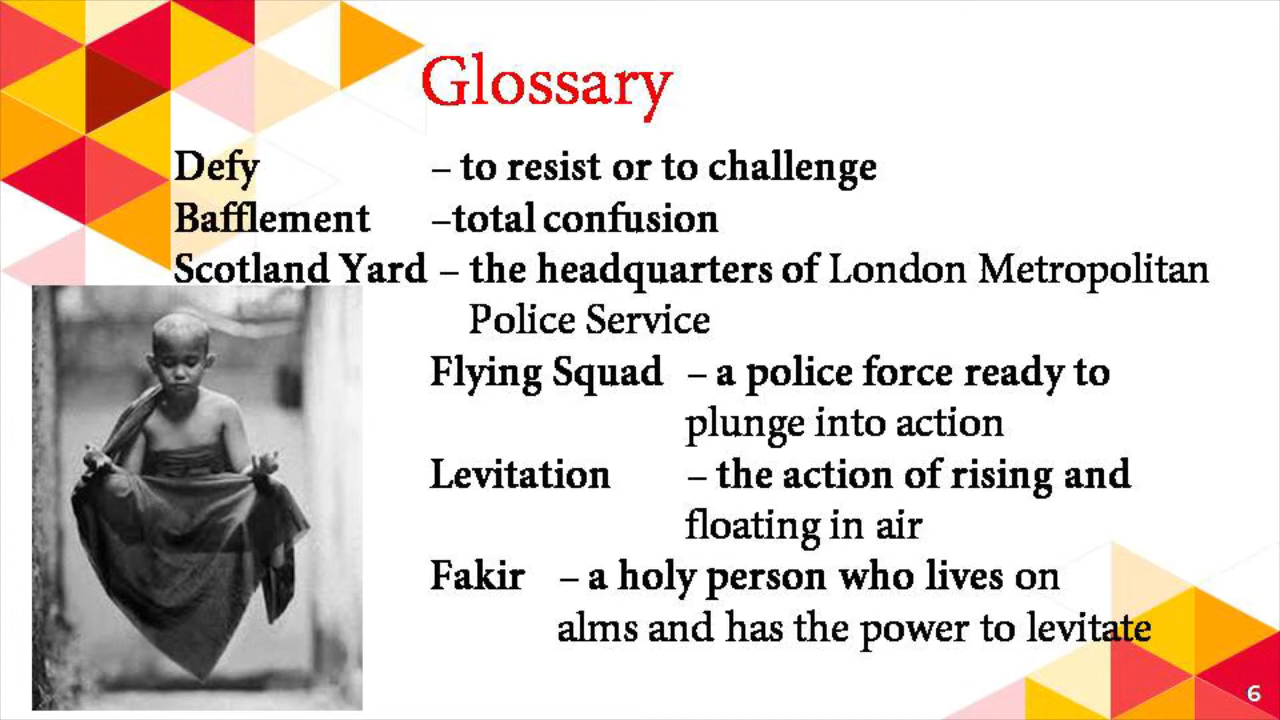 Glossary
Defy – to resist or to challenge
Bafflement –total confusion
Scotland Yard – the headquarters of London Metropolitan
Police Service
Flying Squad – a police force ready to
plunge into action
Levitation – the action of rising and
floating in air
Fakir – a holy person who lives on
alms and has the power to levitate
6